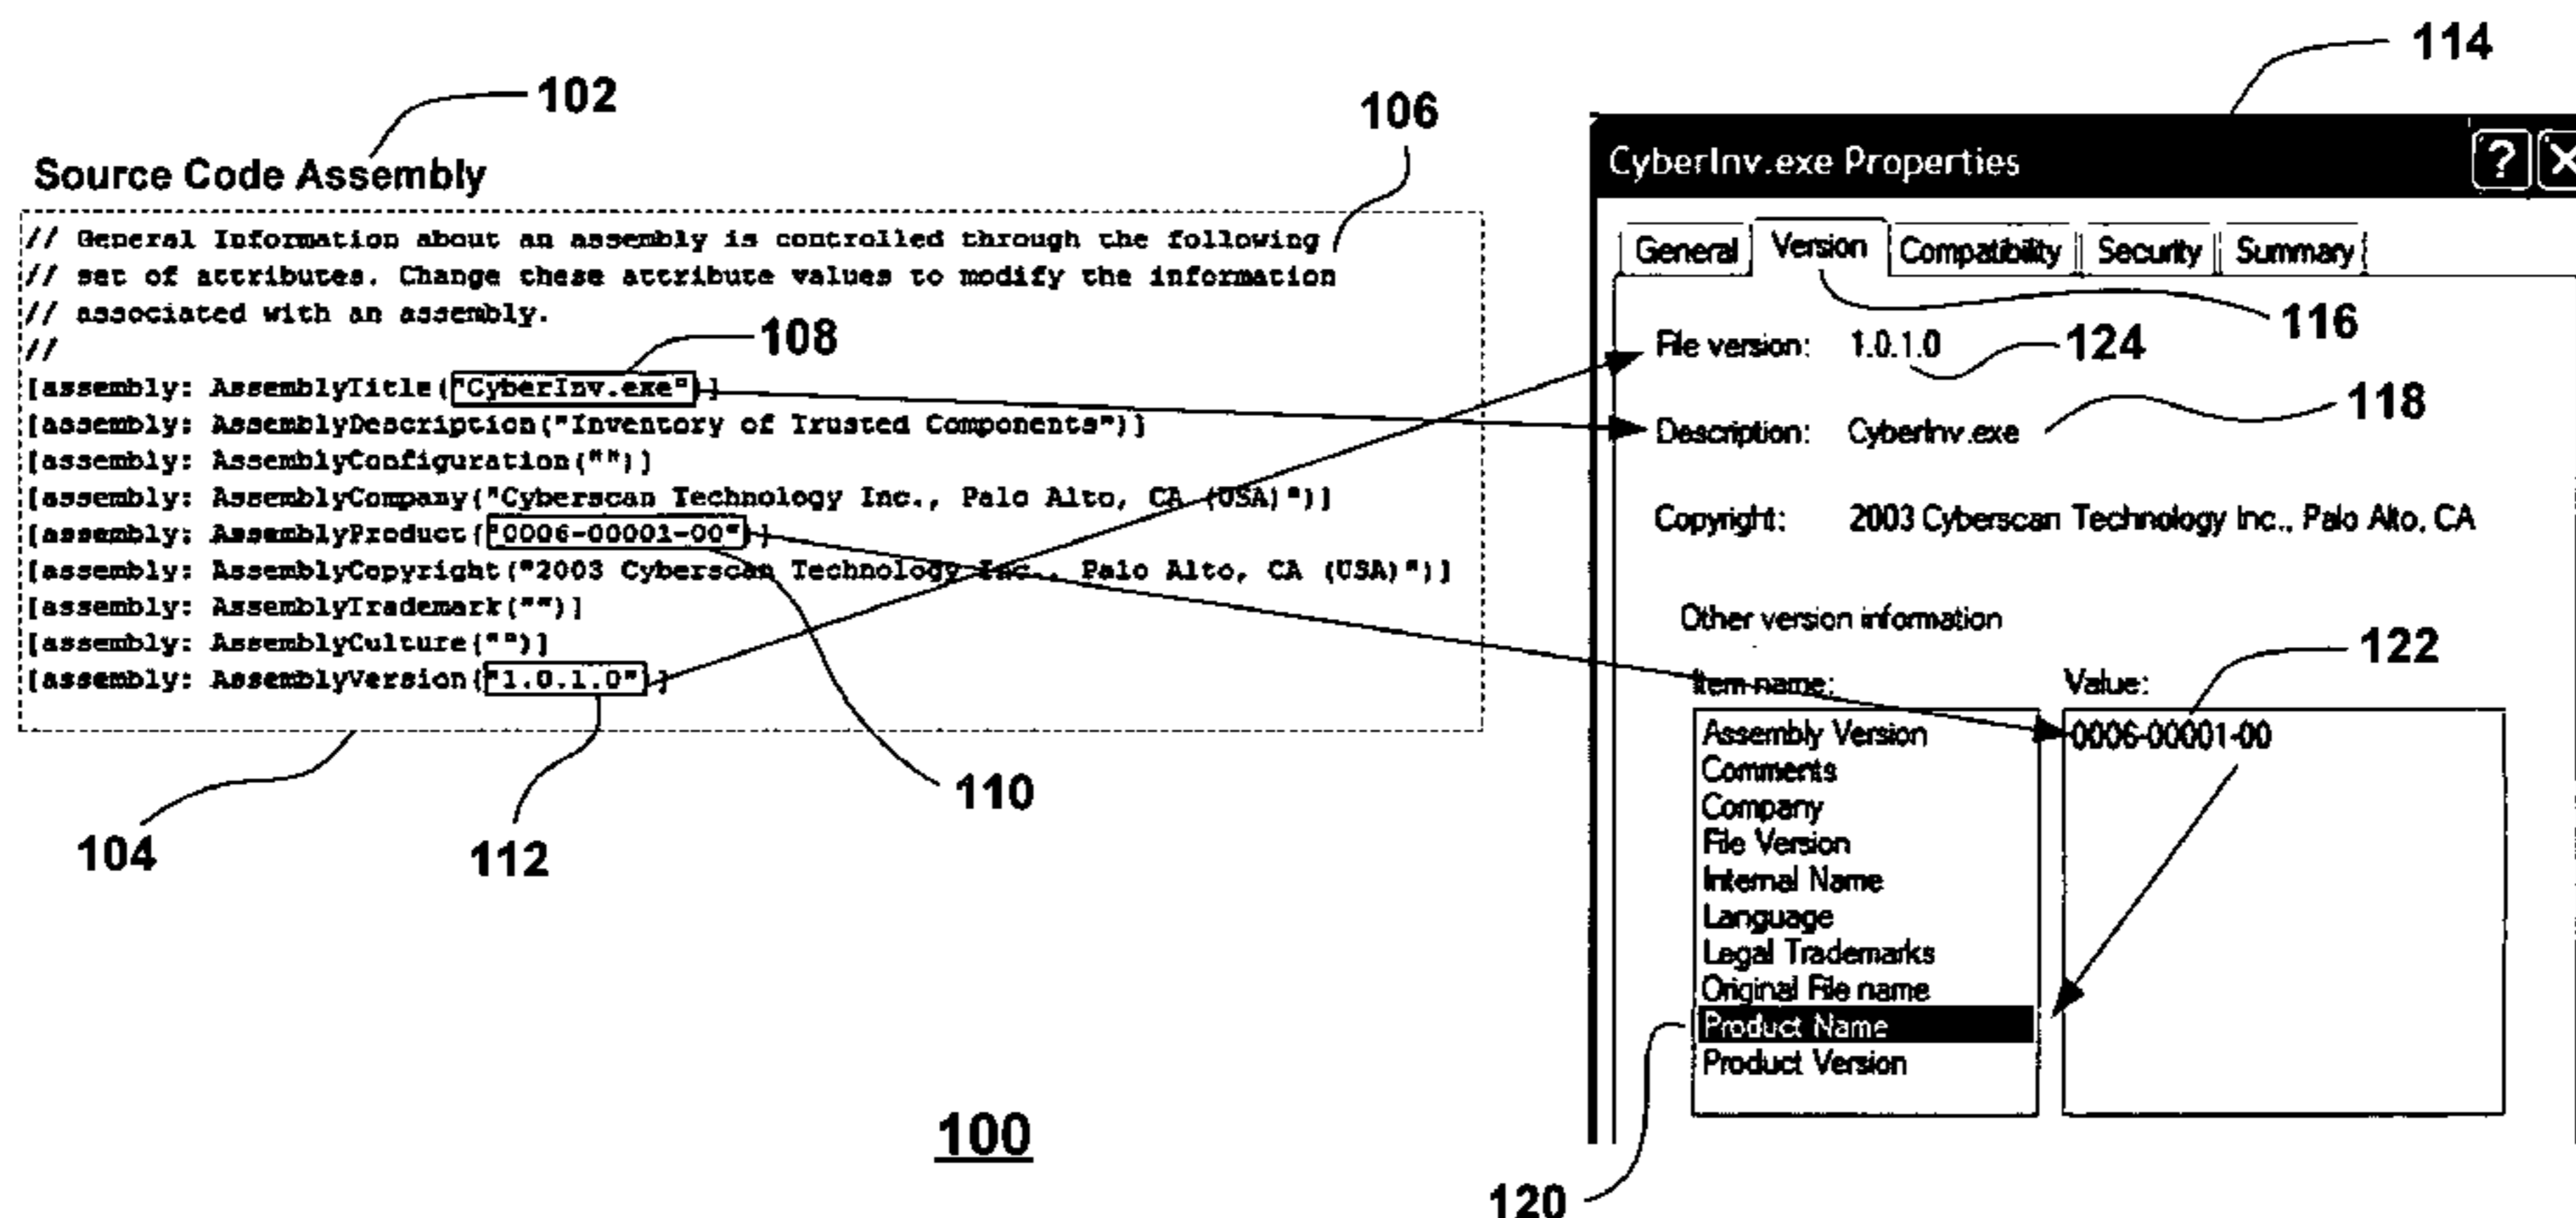 102
Source Code Assembly
106
// General Information about an assembly is controlled through the following
// set of attributes. Change these attribute values to modify the information
// associated with an assembly.
//
108
[assembly: AssemblyTitle("CyberInv.exe")]
[assembly: AssemblyDescription("Inventory of Trusted Components")]
[assembly: AssemblyConfiguration("")]
[assembly: AssemblyCompany("Cyberscan Technology Inc., Palo Alto, CA (USA)")]
[assembly: AssemblyProduct("0006-00001-00")]
[assembly: AssemblyCopyright("2003 Cyberscan Technology Inc., Palo Alto, CA (USA)")]
[assembly: AssemblyTrademark("")]
[assembly: AssemblyCulture("")]
[assembly: AssemblyVersion("1.0.1.0")]
104
112
110
100
114
CyberInv.exe Properties ? X
General Version Compatibility Security Summary
116
File version: 1.0.1.0 124
Description: CyberInv.exe 118
Copyright: 2003 Cyberscan Technology Inc., Palo Alto, CA
Other version information
122
Item name: Value:
Assembly Version 0006-00001-00
Comments
Company
File Version
Internal Name
Language
Legal Trademarks
Original File name
Product Name
Product Version
120